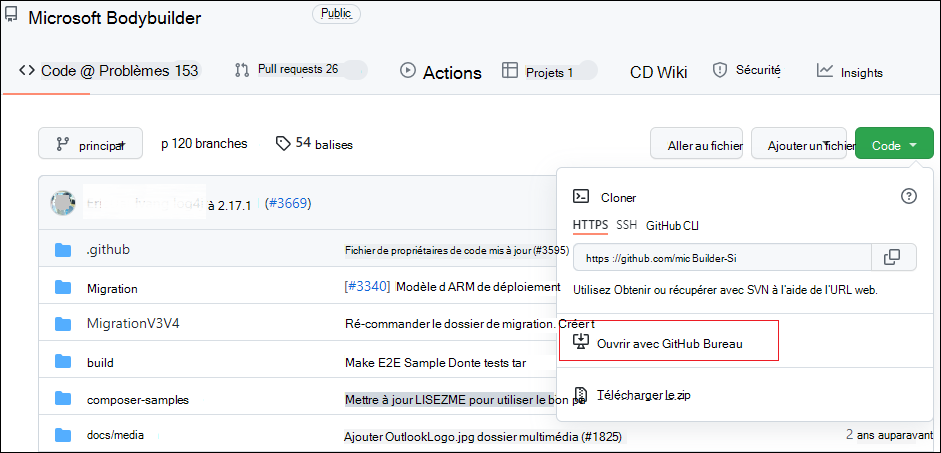 Microsoft Bodybuilder Public
Code @ Problèmes 153 Pull requests 26 Actions Projets 1 CD Wiki Sécurité Insights
principal p 120 branches 54 balises Aller au fichier Ajouter un fichier Code
à 2.17.1 (#3669)
Cloner
HTTPS SSH GitHub CLI
.github Fichier de propriétaires de code mis à jour (#3595)
https ://github.com/mic Builder-Si
Migration [#3340] Modèle d ARM de déploiement
Utilisez Obtenir ou récupérer avec SVN à l'aide de l'URL web.
MigrationV3V4 Ré-commander le dossier de migration. Créer t
Ouvrir avec GitHub Bureau
build Make E2E Sample Donte tests tar
composer-samples Mettre à jour LISEZME pour utiliser le bon pa
Télécharger le zip
docs/media Ajouter OutlookLogo.jpg dossier multimédia (#1825) 2 ans auparavant